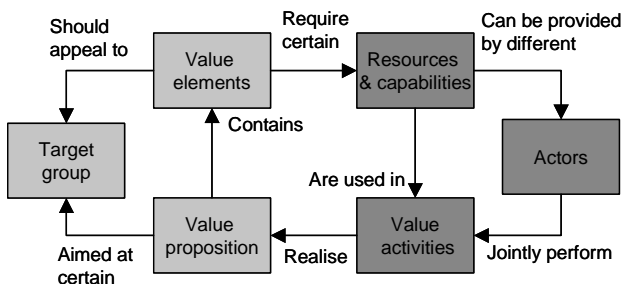 Should
appeal to
Value
elements
Require
certain
Resources
& capabilities
Can be provided
by different
Target
group
Contains
Actors
Are used in
Aimed at
certain
Value
proposition
Realise
Value
activities
Jointly perform